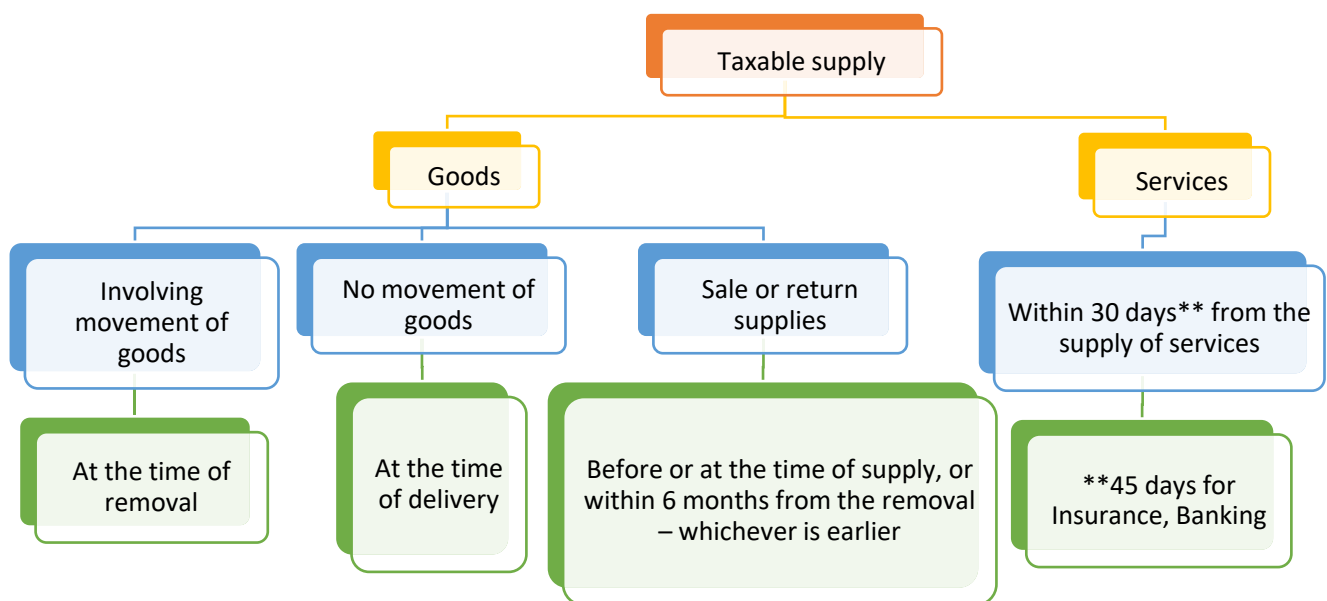 Taxable supply
Goods
Services
Involving
movement of
goods
No movement of
goods
Sale or return
supplies
Within 30 days** from the
supply of services
At the time of
removal
At the time
of delivery
Before or at the time of supply, or
within 6 months from the removal
– whichever is earlier
**45 days for
Insurance, Banking